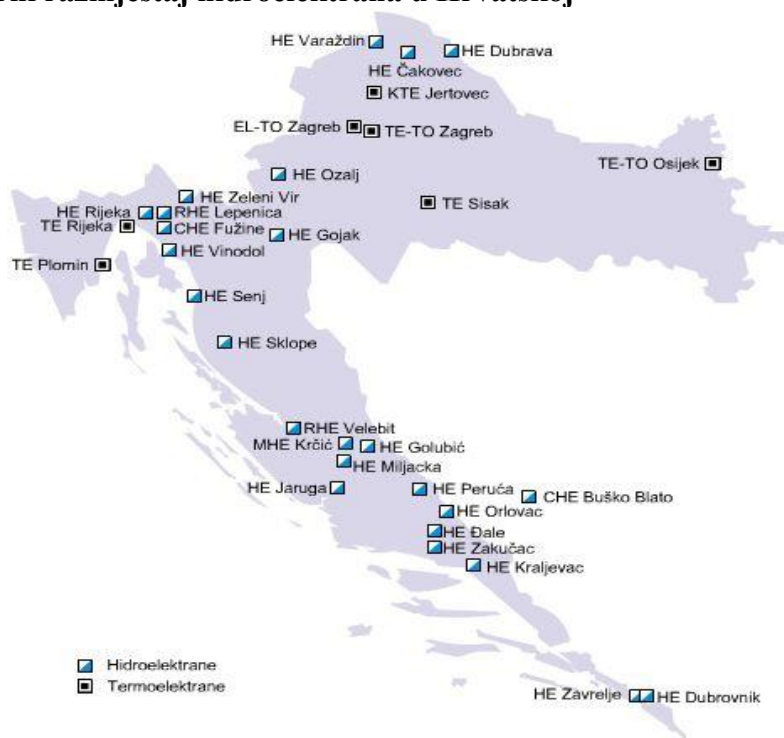 razmještaj hidroelektrana u Hrvatskoj
HE Varaždin
HE Dubrava
HE Čakovec
KTE Jertovec
EL-TO Zagreb
TE-TO Zagreb
TE-TO Osijek
HE Ozalj
HE Zeleni Vir
TE Sisak
HE Rijeka
RHE Lepenica
TE Rijeka
CHE Fužine
HE Gojak
HE Vinodol
TE Plomin
HE Senj
HE Sklope
RHE Velebit
MHE Krčić
HE Golubić
HE Miljacka
HE Jaruga
HE Peruća
CHE Buško Blato
HE Orlovac
HE Đale
HE Zakučac
HE Kraljevac
Hidroelektrane
Termoelektrane
HE Zavrelje
HE Dubrovnik